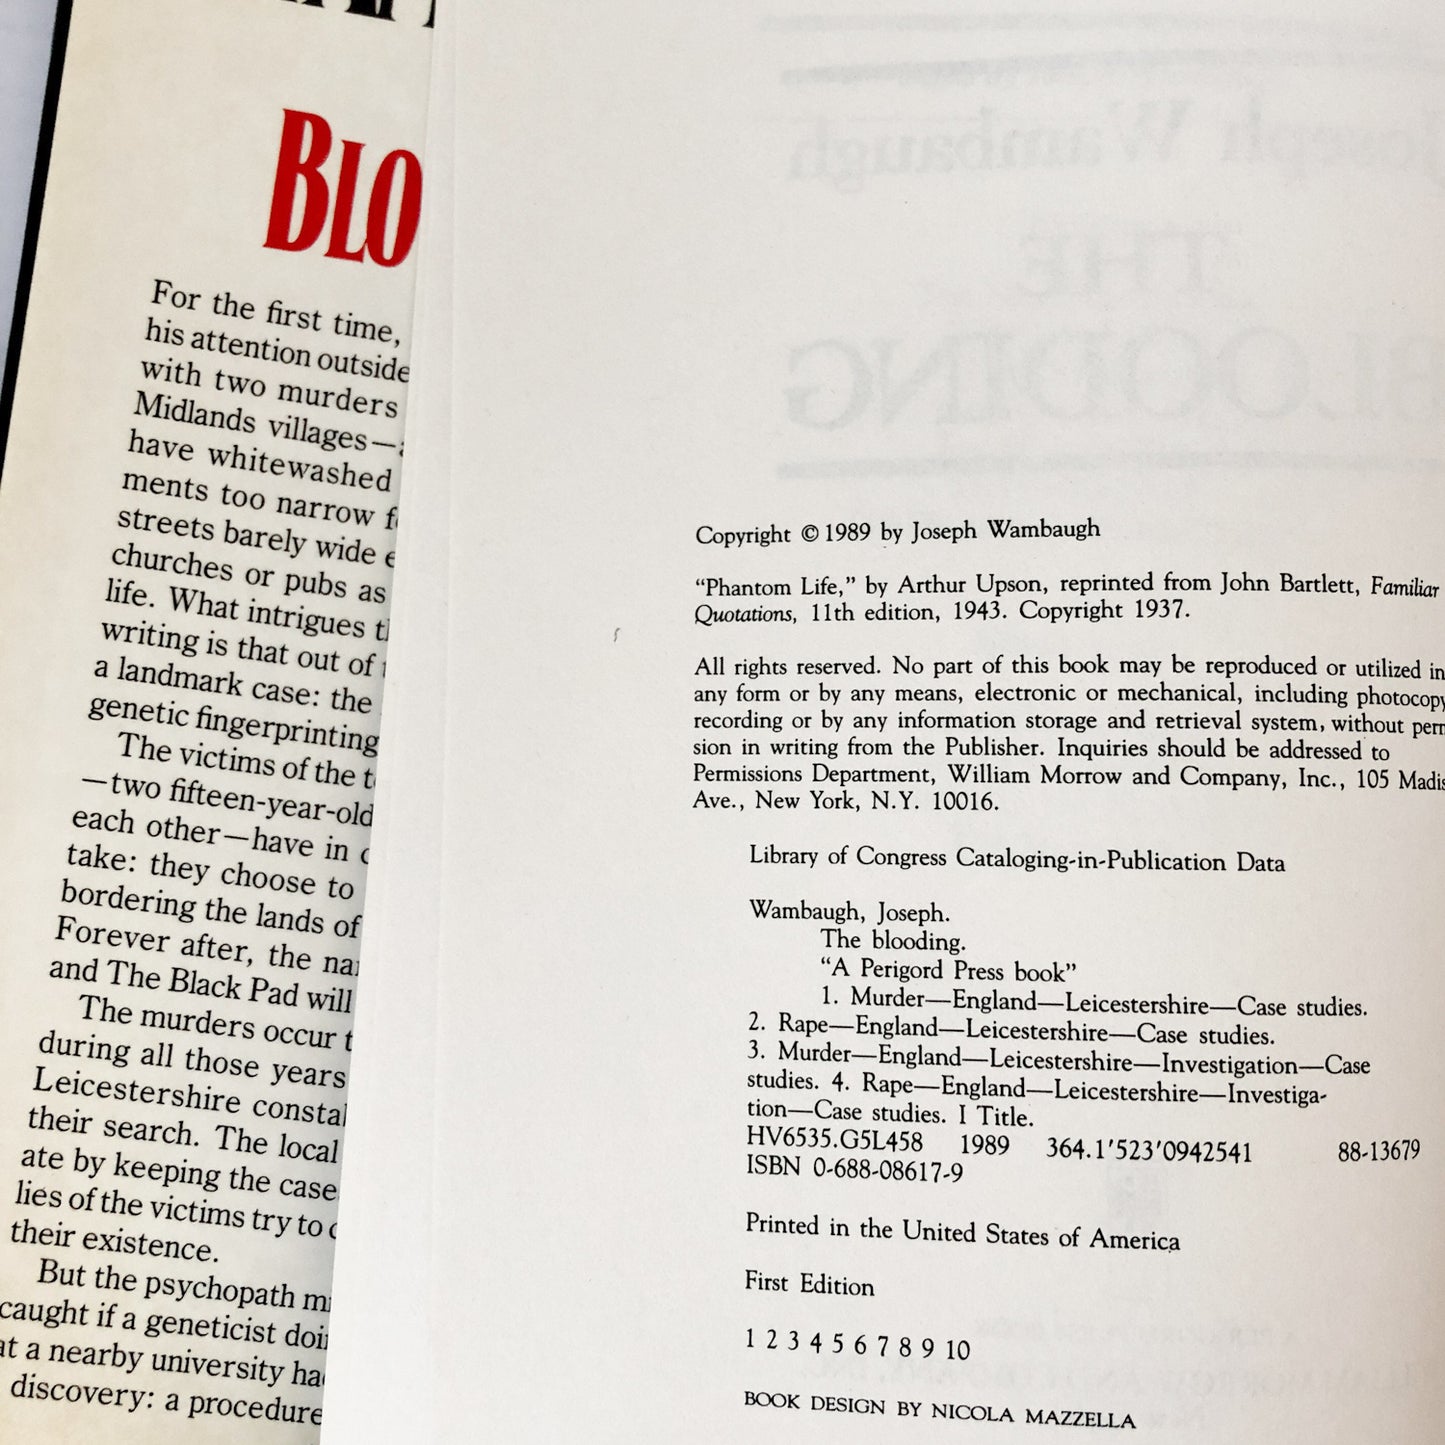 BLO
For the first time,
his attention outside
with two murders
Midlands villages—
have whitewashed
ments too narrow
streets barely wide
churches or pubs as
life. What intrigues
writing is that out of
a landmark case: the
genetic fingerprinting
The victims of the
—two fifteen-year-old
each other—have in
take: they choose to
bordering the lands of
Forever after, the
and The Black Pad will
The murders occur
during all those years
Leicestershire
their search. The local
ate by keeping the case
lies of the victims try to
their existence.
But the psychopath
caught if a geneticist
at a nearby university
discovery: a procedure
Joseph Wambaugh
THE
BLOODING
Copyright © 1989 by Joseph Wambaugh
“Phantom Life,” by Arthur Upson, reprinted from John Bartlett, Familiar
Quotations, 11th edition, 1943. Copyright 1937.
All rights reserved. No part of this book may be reproduced or utilized in
any form or by any means, electronic or mechanical, including photocopy
recording or by any information storage and retrieval system, without perm
sion in writing from the Publisher. Inquiries should be addressed to
Permissions Department, William Morrow and Company, Inc., 105 Madis
Ave., New York, N.Y. 10016.
Library of Congress Cataloging-in-Publication Data
Wambaugh, Joseph.
The blooding.
“A Perigord Press book”
1. Murder—England—Leicestershire—Case studies.
2. Rape—England—Leicestershire—Case studies.
3. Murder—England—Leicestershire—Investigation—Case
studies. 4. Rape—England—Leicestershire—Investiga-
tion—Case studies. I Title.
HV6535.G5L458 1989 364.1'523'0942541 88-13679
ISBN 0-688-08617-9
Printed in the United States of America
First Edition
1 2 3 4 5 6 7 8 9 10
BOOK DESIGN BY NICOLA MAZZELLA